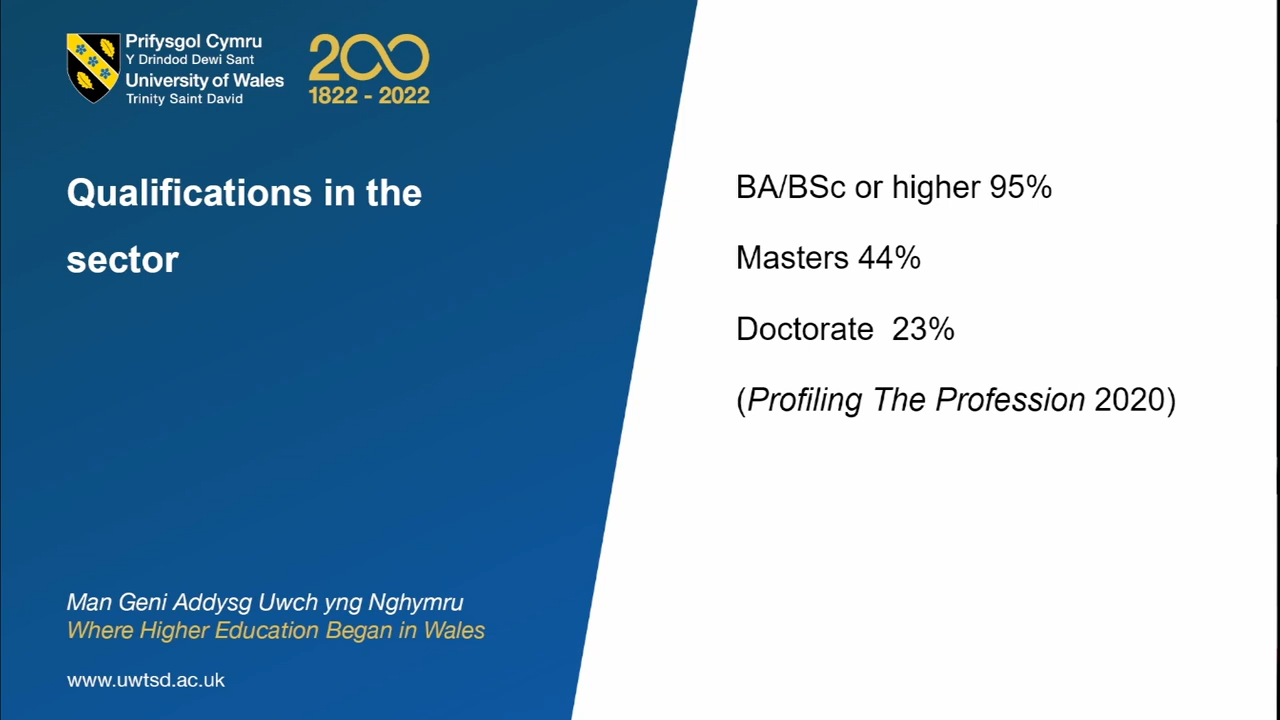 Prifysgol Cymru
Y Drindod Dewi Sant
University of Wales
Trinity Saint David
200
1822 - 2022
Qualifications in the
sector
BA/BSc or higher 95%
Masters 44%
Doctorate 23%
(Profiling The Profession 2020)
Man Geni Addysg Uwch yng Nghymru
Where Higher Education Began in Wales
www.uwtsd.ac.uk